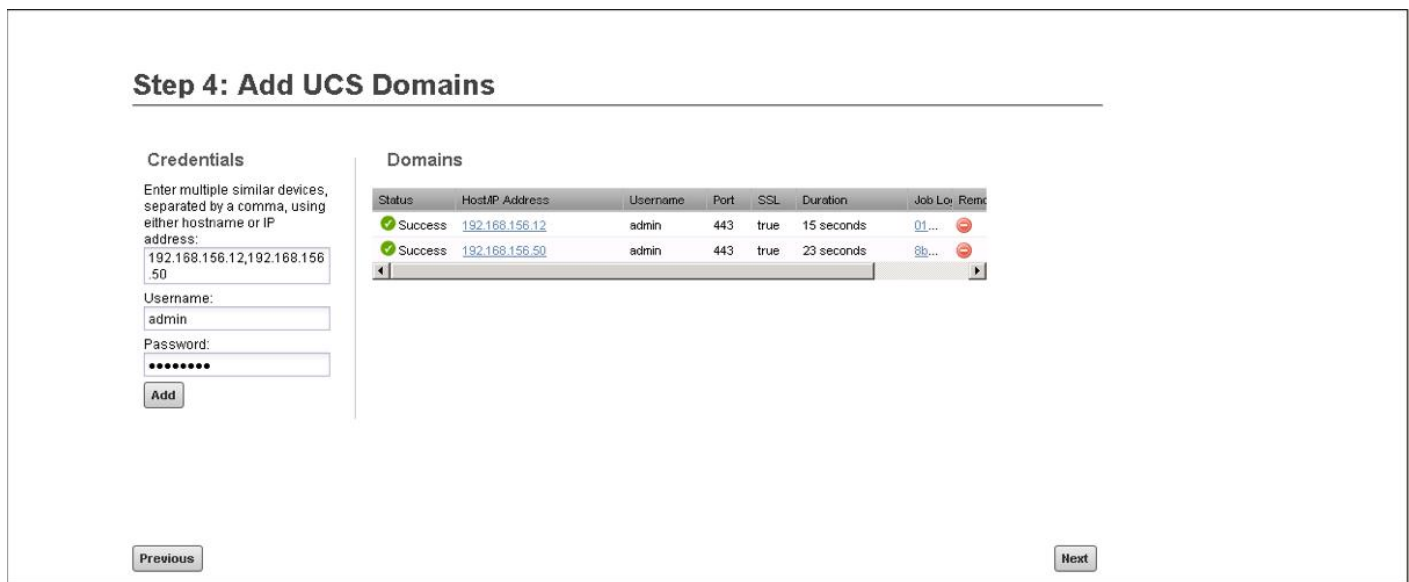 Step 4: Add UCS Domains
Credentials
Enter multiple similar devices,
separated by a comma, using
either hostname or IP
address:
192.168.156.12,192.168.156
.50
Username:
admin
Password:
••••••••
Add
Domains
Status Host/IP Address Username Port SSL Duration Job Lo Remo
Success 192.168.156.12 admin 443 true 15 seconds 01...
Success 192.168.156.50 admin 443 true 23 seconds 8b...
Previous
Next